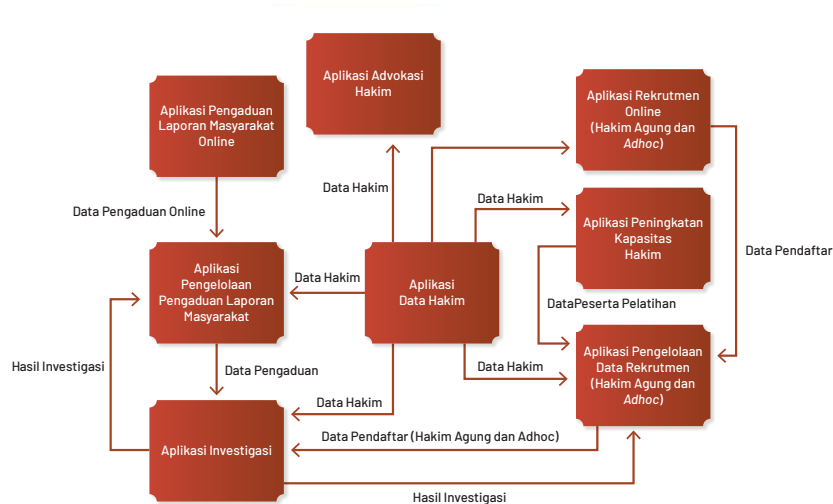 Aplikasi Advokasi
Hakim
Aplikasi Pengaduan
Laporan Masyarakat
Online
Aplikasi Rekrutmen
Online
(Hakim Agung dan
Adhoc)
Data Hakim
Data Hakim
Data Pengaduan Online
Aplikasi Peningkatan
Kapasitas
Hakim
Data Pendaftar
Aplikasi
Pengelolaan
Pengaduan Laporan
Masyarakat
Data Hakim
Aplikasi
Data Hakim
DataPeserta Pelatihan
Hasil Investigasi
Data Pengaduan
Data Hakim
Aplikasi Pengelolaan
Data Rekrutmen
(Hakim Agung dan
Adhoc)
Data Hakim
Aplikasi Investigasi
Data Pendaftar (Hakim Agung dan Adhoc)
Hasil Investigasi